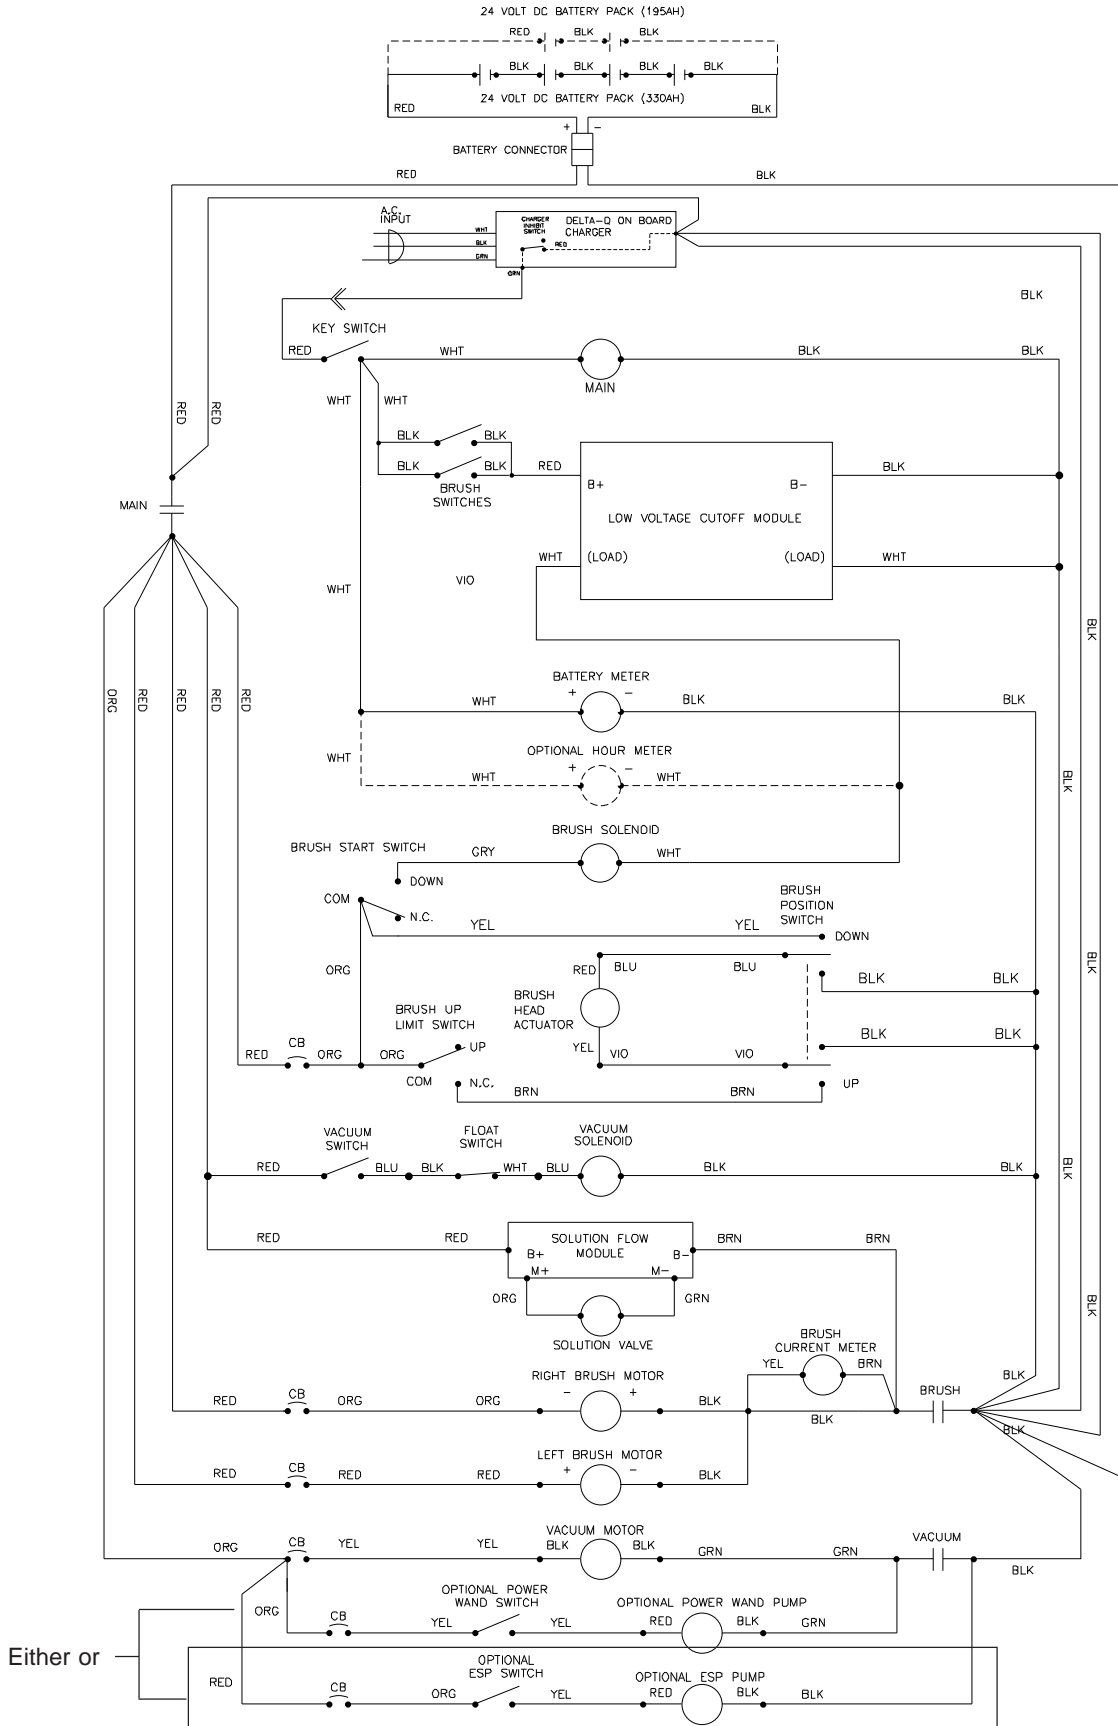 24 VOLT DC BATTERY PACK (195AH)
RED BLK BLK
BLK BLK BLK BLK
24 VOLT DC BATTERY PACK (330AH)
RED BLK
+ −
BATTERY CONNECTOR
RED BLK
A.C. INPUT
WHT
BLK
GRN
CHARGER INHIBIT SWITCH
DELTA-Q ON BOARD CHARGER
RED
GRN
BLK
KEY SWITCH
RED WHT BLK BLK
MAIN
WHT WHT
RED RED
BLK BLK
BLK BLK RED
BRUSH SWITCHES
B+ B−
BLK
LOW VOLTAGE CUTOFF MODULE
MAIN
WHT (LOAD) (LOAD) WHT
VIO
WHT
BLK
ORG RED RED RED RED
BATTERY METER
WHT + − BLK BLK
WHT
OPTIONAL HOUR METER
WHT + − WHT
BLK
BRUSH SOLENOID
BRUSH START SWITCH
GRY WHT
DOWN
COM
N.C.
YEL YEL
BRUSH POSITION SWITCH
DOWN
ORG
RED BLU BLU
BLK BLK
BLK
BRUSH HEAD ACTUATOR
BRUSH UP LIMIT SWITCH
UP
YEL VIO VIO
BLK BLK
RED CB ORG ORG
COM N.C.
BRN BRN
UP
VACUUM SWITCH
FLOAT SWITCH
VACUUM SOLENOID
RED BLU BLK WHT BLU BLK BLK
BLK
SOLUTION FLOW MODULE
RED RED B+ B− BRN BRN
M+ M−
ORG GRN
SOLUTION VALVE
BLK
BRUSH CURRENT METER
YEL BRN
RIGHT BRUSH MOTOR
RED CB ORG ORG − + BLK BLK
BRUSH
BLK
BLK
LEFT BRUSH MOTOR
RED CB RED RED + − BLK
VACUUM MOTOR
ORG CB YEL YEL BLK BLK GRN GRN
VACUUM
BLK
OPTIONAL POWER WAND SWITCH
OPTIONAL POWER WAND PUMP
ORG CB YEL YEL RED BLK GRN
Either or
OPTIONAL ESP SWITCH
OPTIONAL ESP PUMP
RED CB ORG YEL RED BLK BLK